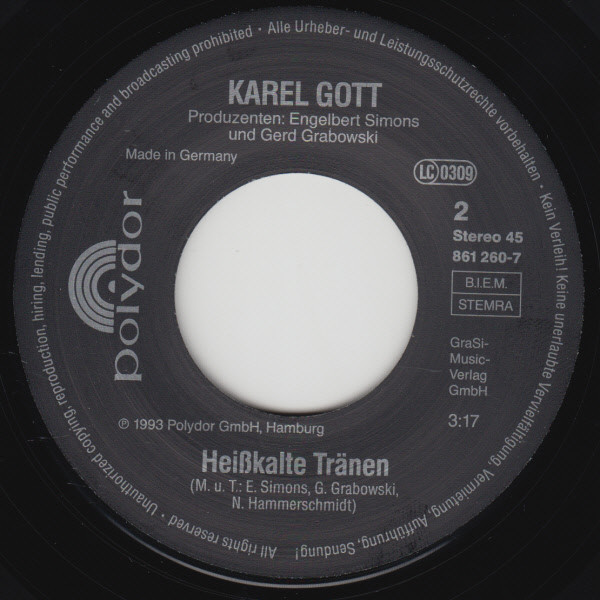 Alle Urheber- und Leistungsschutzrechte vorbehalten · Kein Verleih! Keine unerlaubte Vervielfältigung, Vermietung, Aufführung, Sendung!
All rights reserved · Unauthorized copying, reproduction, hiring, lending, public performance and broadcasting prohibited ·
KAREL GOTT
Produzenten: Engelbert Simons
und Gerd Grabowski
Made in Germany
LC 0309
polydor
2
Stereo 45
861 260-7
B.I.E.M.
STEMRA
GraSi-
Music-
Verlag
GmbH
3:17
℗ 1993 Polydor GmbH, Hamburg
Heißkalte Tränen
(M. u. T.: E. Simons, G. Grabowski,
N. Hammerschmidt)